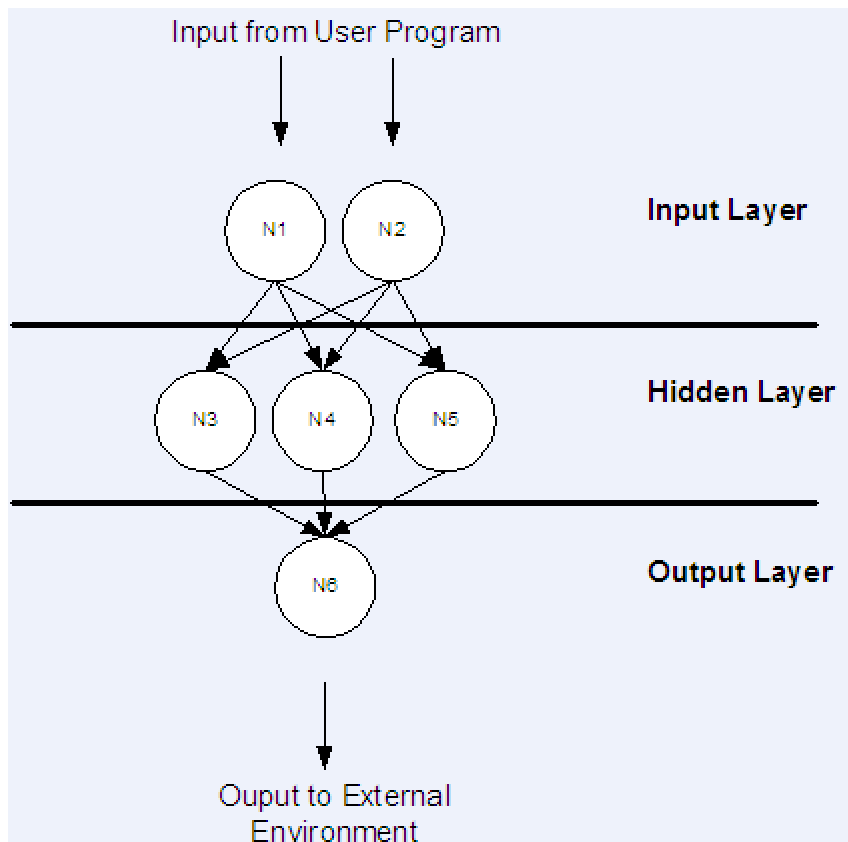 Input from User Program
N1 N2
Input Layer
Hidden Layer
N3 N4 N5
Output Layer
N6
Ouput to External
Environment